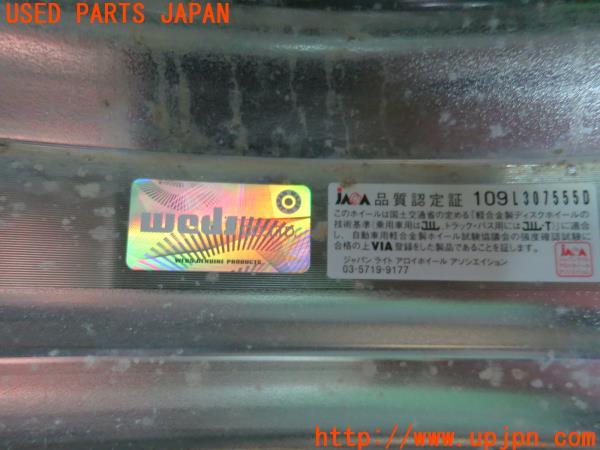 USED PARTS JAPAN
weds
WEDS GENUINE PRODUCTS
JAWA 品質認定証 109L307555D
このホイールは国土交通省の定める「軽合金製ディスクホイールの
技術基準(乗用車用はJWL、トラック・バス用にはJWL-T)」に適合
し、自動車用軽合金製ホイール試験協議会の強度確認試験に
合格の上VIA登録をした製品であることを証します。
ジャパン ライト アロイホイール アソシエイション
03-5719-9177
JAWA
(有)ユーパーツ
http://www.upjpn.com